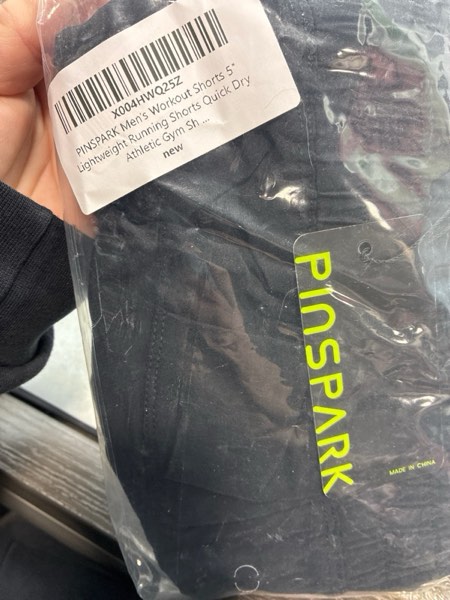 X004HWQ25Z
PINSPARK Men's Workout Shorts 5"
Lightweight Running Shorts Quick Dry
Athletic Gym Sh ...
new
PINSPARK
MADE IN CHINA